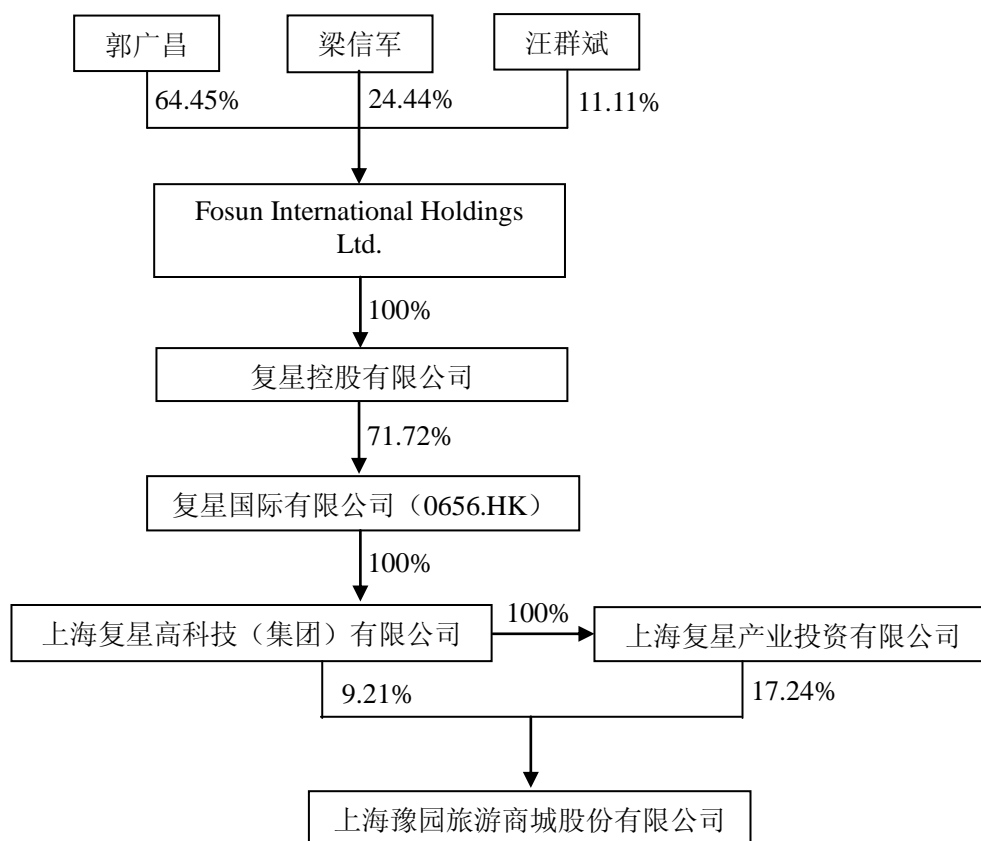 郭广昌
梁信军
汪群斌
64.45%
24.44%
11.11%
Fosun International Holdings
Ltd.
100%
复星控股有限公司
71.72%
复星国际有限公司（0656.HK）
100%
上海复星高科技（集团）有限公司
100%
上海复星产业投资有限公司
9.21%
17.24%
上海豫园旅游商城股份有限公司